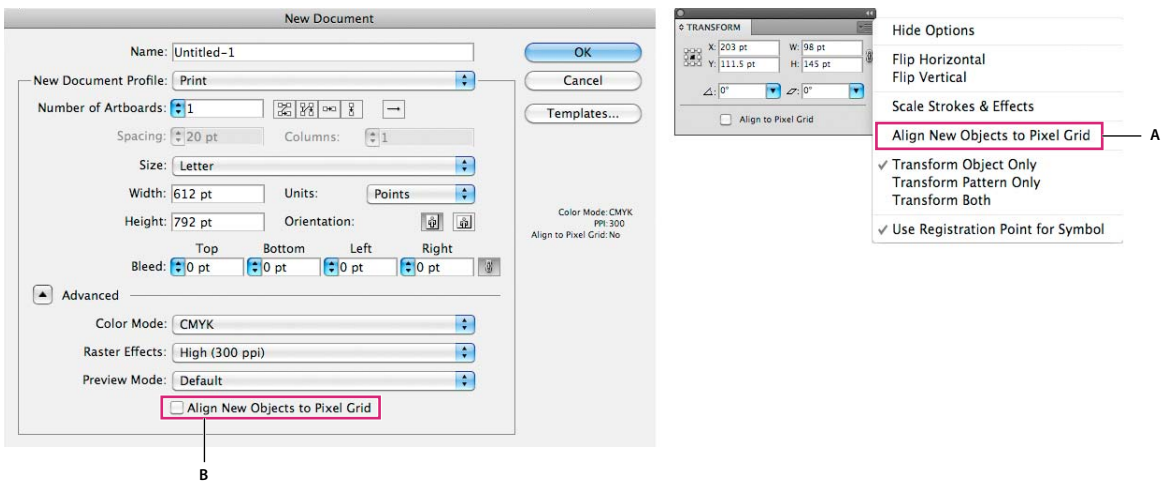 New Document
Name: Untitled-1
New Document Profile: Print
Number of Artboards: 1
Spacing: 20 pt Columns: 1
Size: Letter
Width: 612 pt Units: Points
Height: 792 pt Orientation:
Top Bottom Left Right
Bleed: 0 pt 0 pt 0 pt 0 pt
Advanced
Color Mode: CMYK
Raster Effects: High (300 ppi)
Preview Mode: Default
Align New Objects to Pixel Grid
B
OK
Cancel
Templates...
Color Mode: CMYK
PPI: 300
Align to Pixel Grid: No
TRANSFORM
X: 203 pt W: 98 pt
Y: 111.5 pt H: 145 pt
0° 0°
Align to Pixel Grid
Hide Options
Flip Horizontal
Flip Vertical
Scale Strokes & Effects
Align New Objects to Pixel Grid
A
Transform Object Only
Transform Pattern Only
Transform Both
Use Registration Point for Symbol